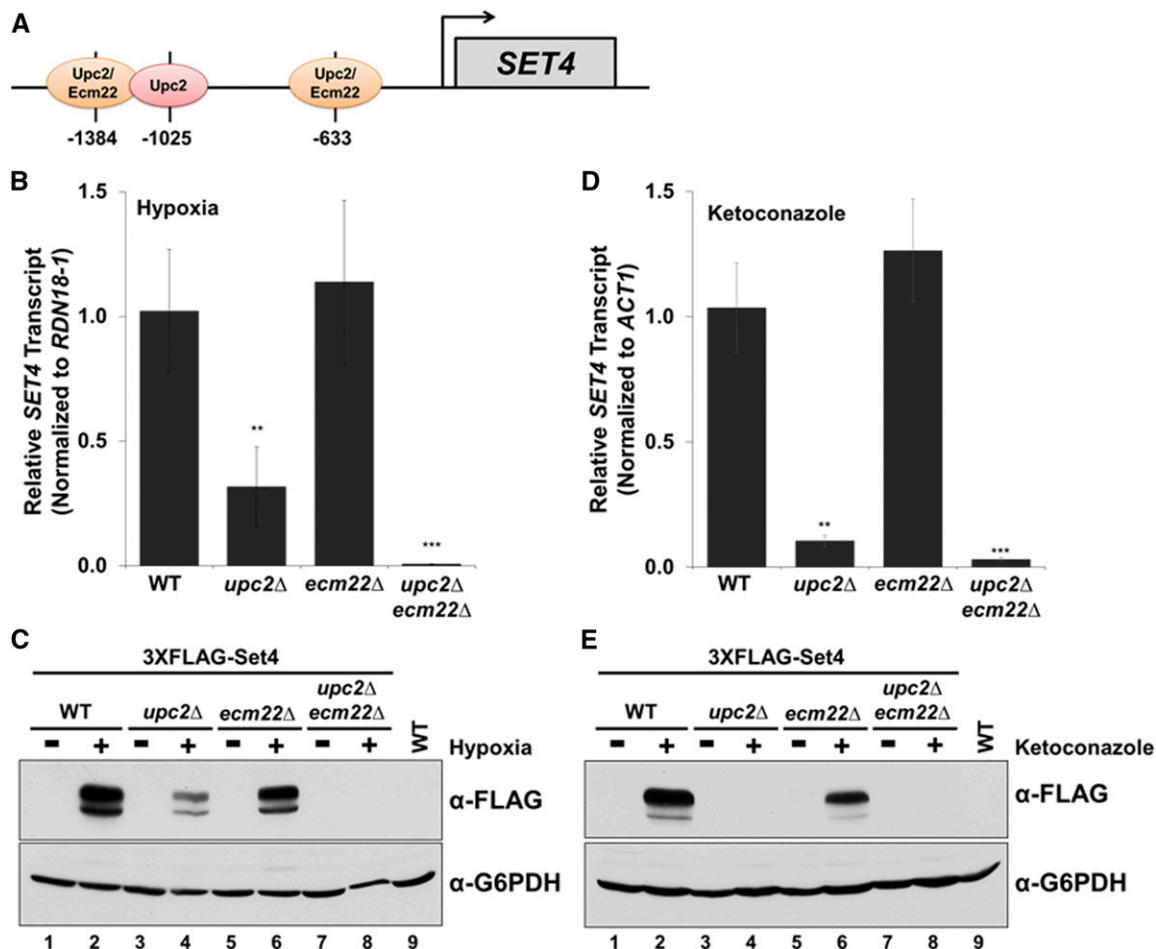 A
Upc2/
Ecm22
Upc2
Upc2/
Ecm22
SET4
-1384
-1025
-633
B
Hypoxia
Relative SET4 Transcript
(Normalized to RDN18-1)
1.5
1.0
0.5
0.0
**
***
WT
upc2Δ
ecm22Δ
upc2Δ
ecm22Δ
D
Ketoconazole
Relative SET4 Transcript
(Normalized to ACT1)
1.5
1.0
0.5
0.0
**
***
WT
upc2Δ
ecm22Δ
upc2Δ
ecm22Δ
C
3XFLAG-Set4
WT
upc2Δ
ecm22Δ
upc2Δ
ecm22Δ
WT
- + - + - + - + Hypoxia
α-FLAG
α-G6PDH
1 2 3 4 5 6 7 8 9
E
3XFLAG-Set4
WT
upc2Δ
ecm22Δ
upc2Δ
ecm22Δ
WT
- + - + - + - + Ketoconazole
α-FLAG
α-G6PDH
1 2 3 4 5 6 7 8 9